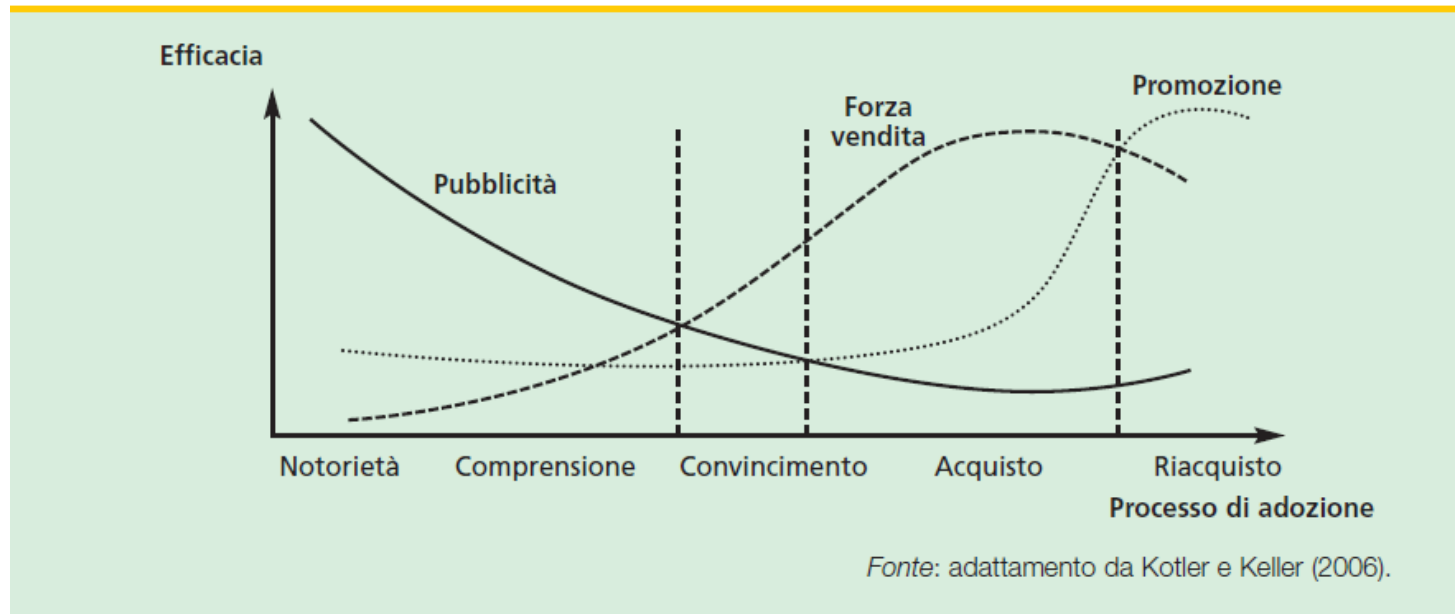 Efficacia
Promozione
Forza
vendita
Pubblicità
Notorietà Comprensione Convincimento Acquisto Riacquisto
Processo di adozione
Fonte: adattamento da Kotler e Keller (2006).